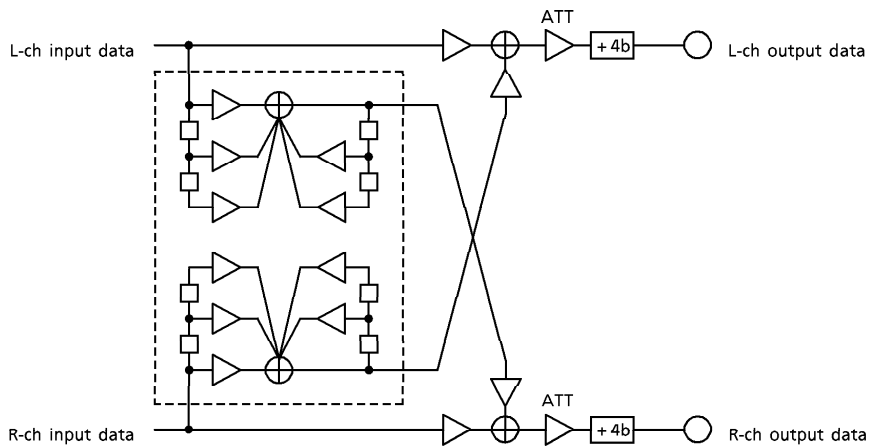 ATT
L-ch input data
+4b
L-ch output data
ATT
R-ch input data
+4b
R-ch output data